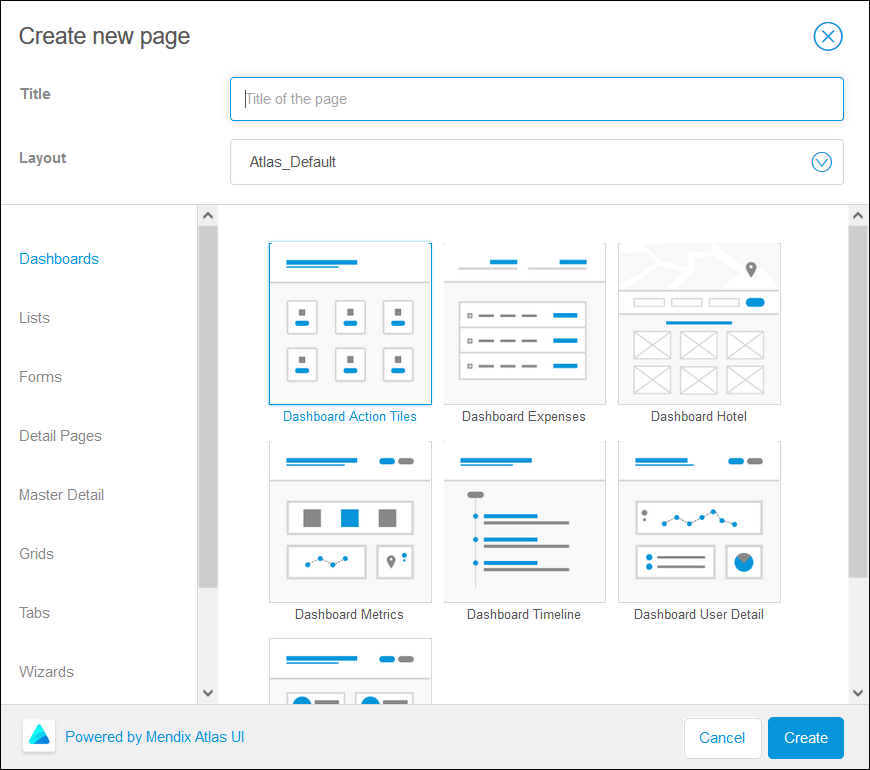 Create new page
Title
Title of the page
Layout
Atlas_Default
Dashboards
Lists
Forms
Detail Pages
Master Detail
Grids
Tabs
Wizards
Dashboard Action Tiles
Dashboard Expenses
Dashboard Hotel
Dashboard Metrics
Dashboard Timeline
Dashboard User Detail
Powered by Mendix Atlas UI
Cancel
Create